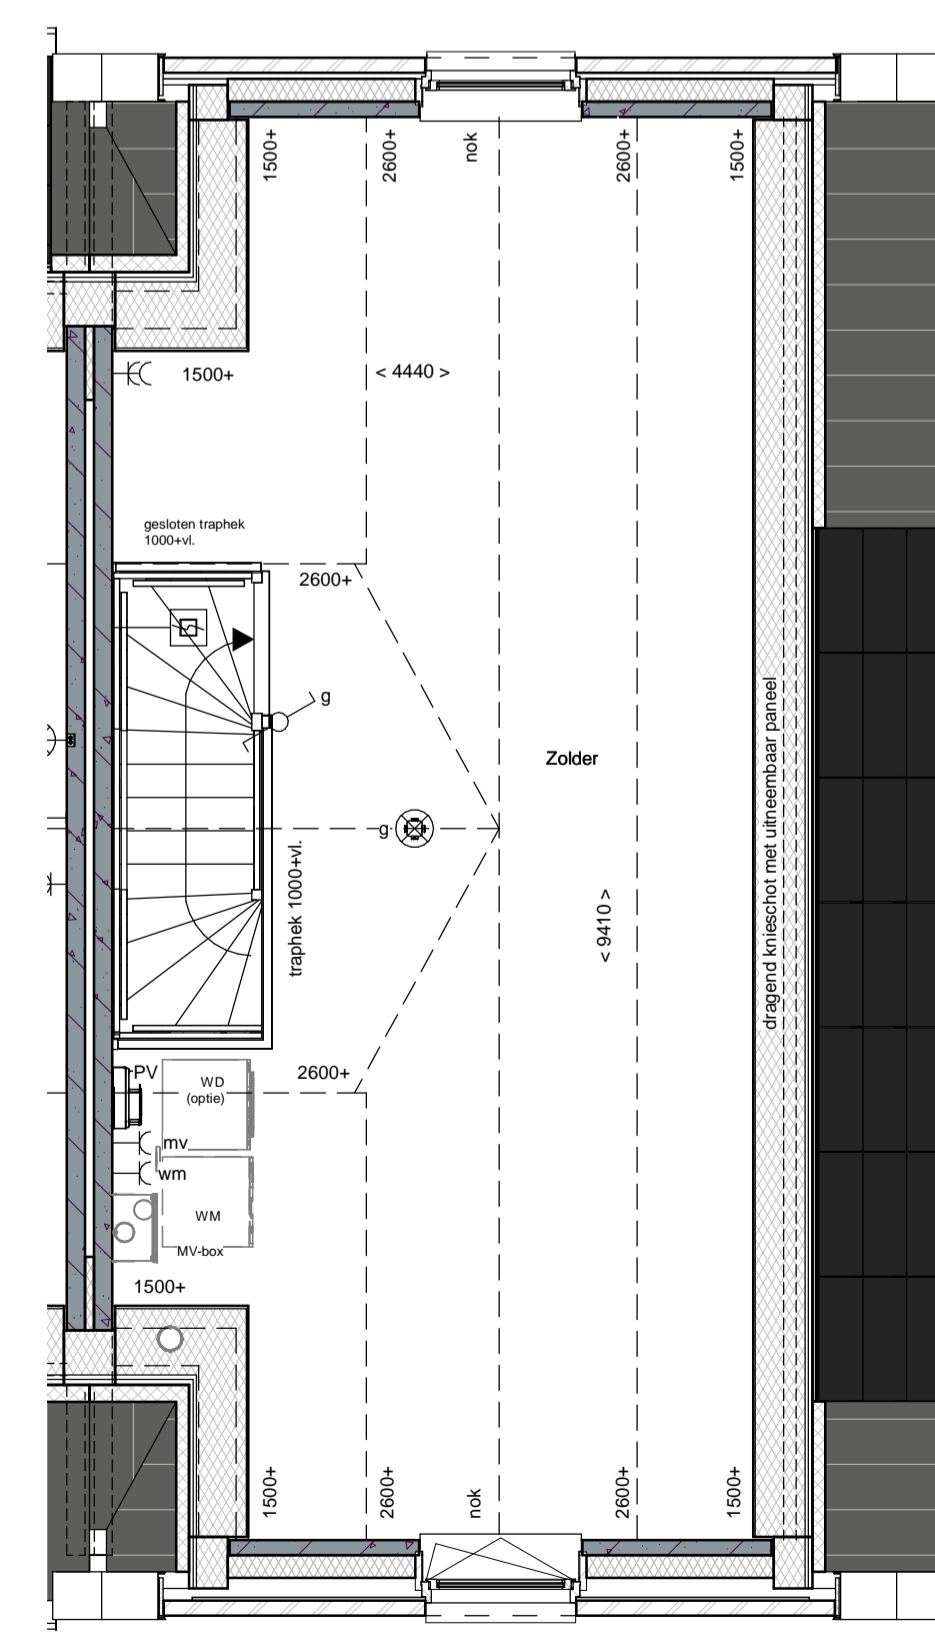 1500+
2600+
nok
2600+
1500+
1500+
< 4440 >
gesloten traphek
1000+vl.
2600+
g
Zolder
dragend knieschot met uitneembaar paneel
g
traphek 1000+vl.
< 9410 >
2600+
PV
WD
(optie)
mv
wm
WM
MV-box
1500+
1500+
2600+
nok
2600+
1500+